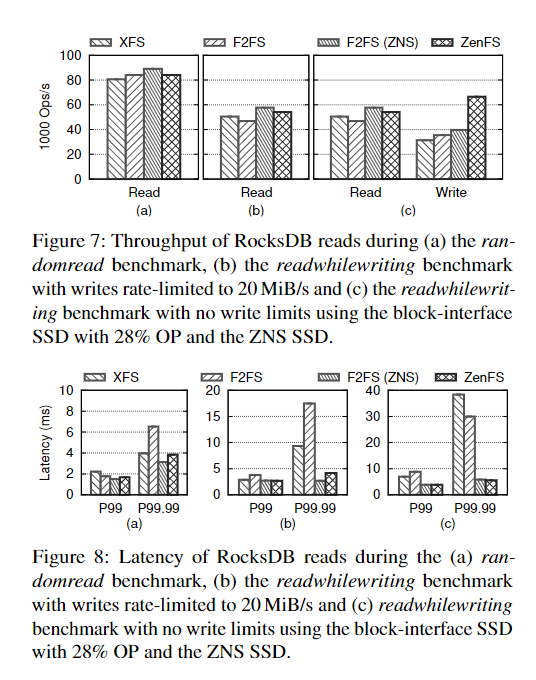 XFS F2FS F2FS (ZNS) ZenFS
100
80
60
40
20
0
1000 Ops/s
Read Read Read Write
(a) (b) (c)
Figure 7: Throughput of RocksDB reads during (a) the ran-
domread benchmark, (b) the readwhilewriting benchmark
with writes rate-limited to 20 MiB/s and (c) the readwhilewrit-
ing benchmark with no write limits using the block-interface
SSD with 28% OP and the ZNS SSD.
XFS F2FS F2FS (ZNS) ZenFS
10 20 40
8
6
4
2
0
15
10
5
0
30
20
10
0
Latency (ms)
P99 P99.99 P99 P99.99 P99 P99.99
(a) (b) (c)
Figure 8: Latency of RocksDB reads during the (a) ran-
domread benchmark, (b) the readwhilewriting benchmark
with writes rate-limited to 20 MiB/s and (c) readwhilewriting
benchmark with no write limits using the block-interface SSD
with 28% OP and the ZNS SSD.